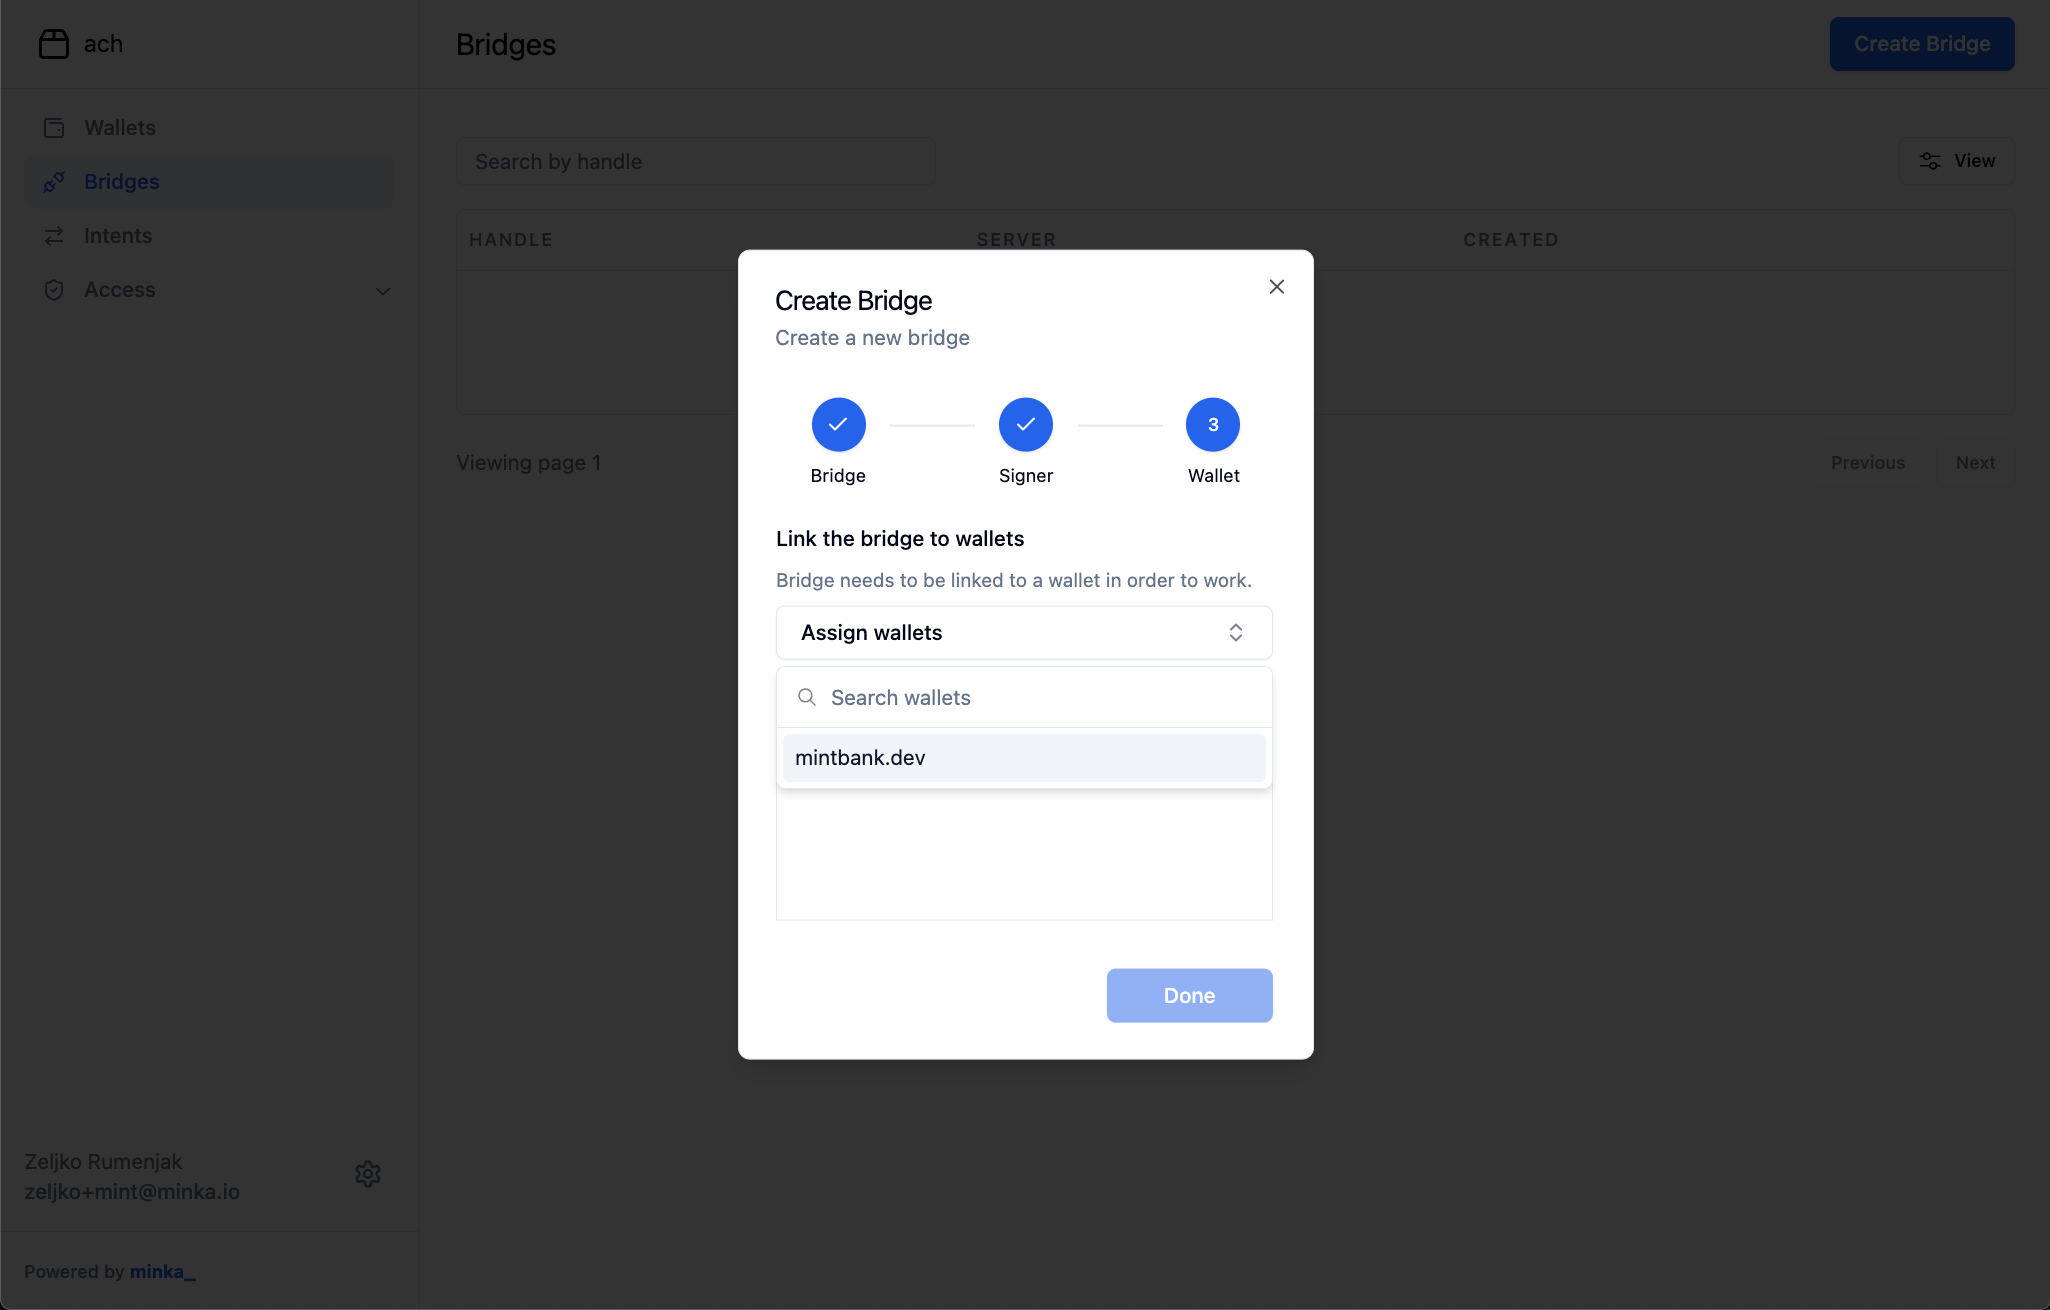 ach
Bridges
Create Bridge
Wallets
Bridges
Intents
Access
Search by handle
View
HANDLE
SERVER
CREATED
Viewing page 1
Previous
Next
Create Bridge
Create a new bridge
3
Bridge
Signer
Wallet
Link the bridge to wallets
Bridge needs to be linked to a wallet in order to work.
Assign wallets
Search wallets
mintbank.dev
Done
Zeljko Rumenjak
zeljko+mint@minka.io
Powered by minka_